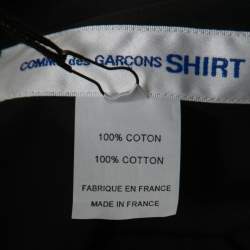 COMME des GARCONS SHIRT
100% COTON
100% COTTON
FABRIQUE EN FRANCE
MADE IN FRANCE